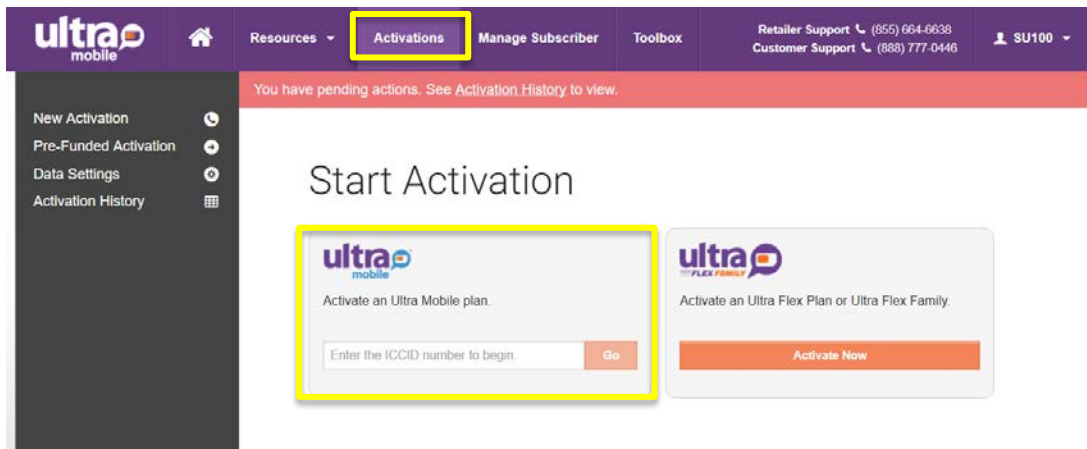 ultra
mobile
Resources
Activations
Manage Subscriber
Toolbox
Retailer Support (855) 664-6638
Customer Support (888) 777-0446
SU100
You have pending actions. See Activation History to view.
New Activation
Pre-Funded Activation
Data Settings
Activation History
Start Activation
ultra
mobile
Activate an Ultra Mobile plan.
Enter the ICCID number to begin.
Go
ultra
FLEX FAMILY
Activate an Ultra Flex Plan or Ultra Flex Family.
Activate Now